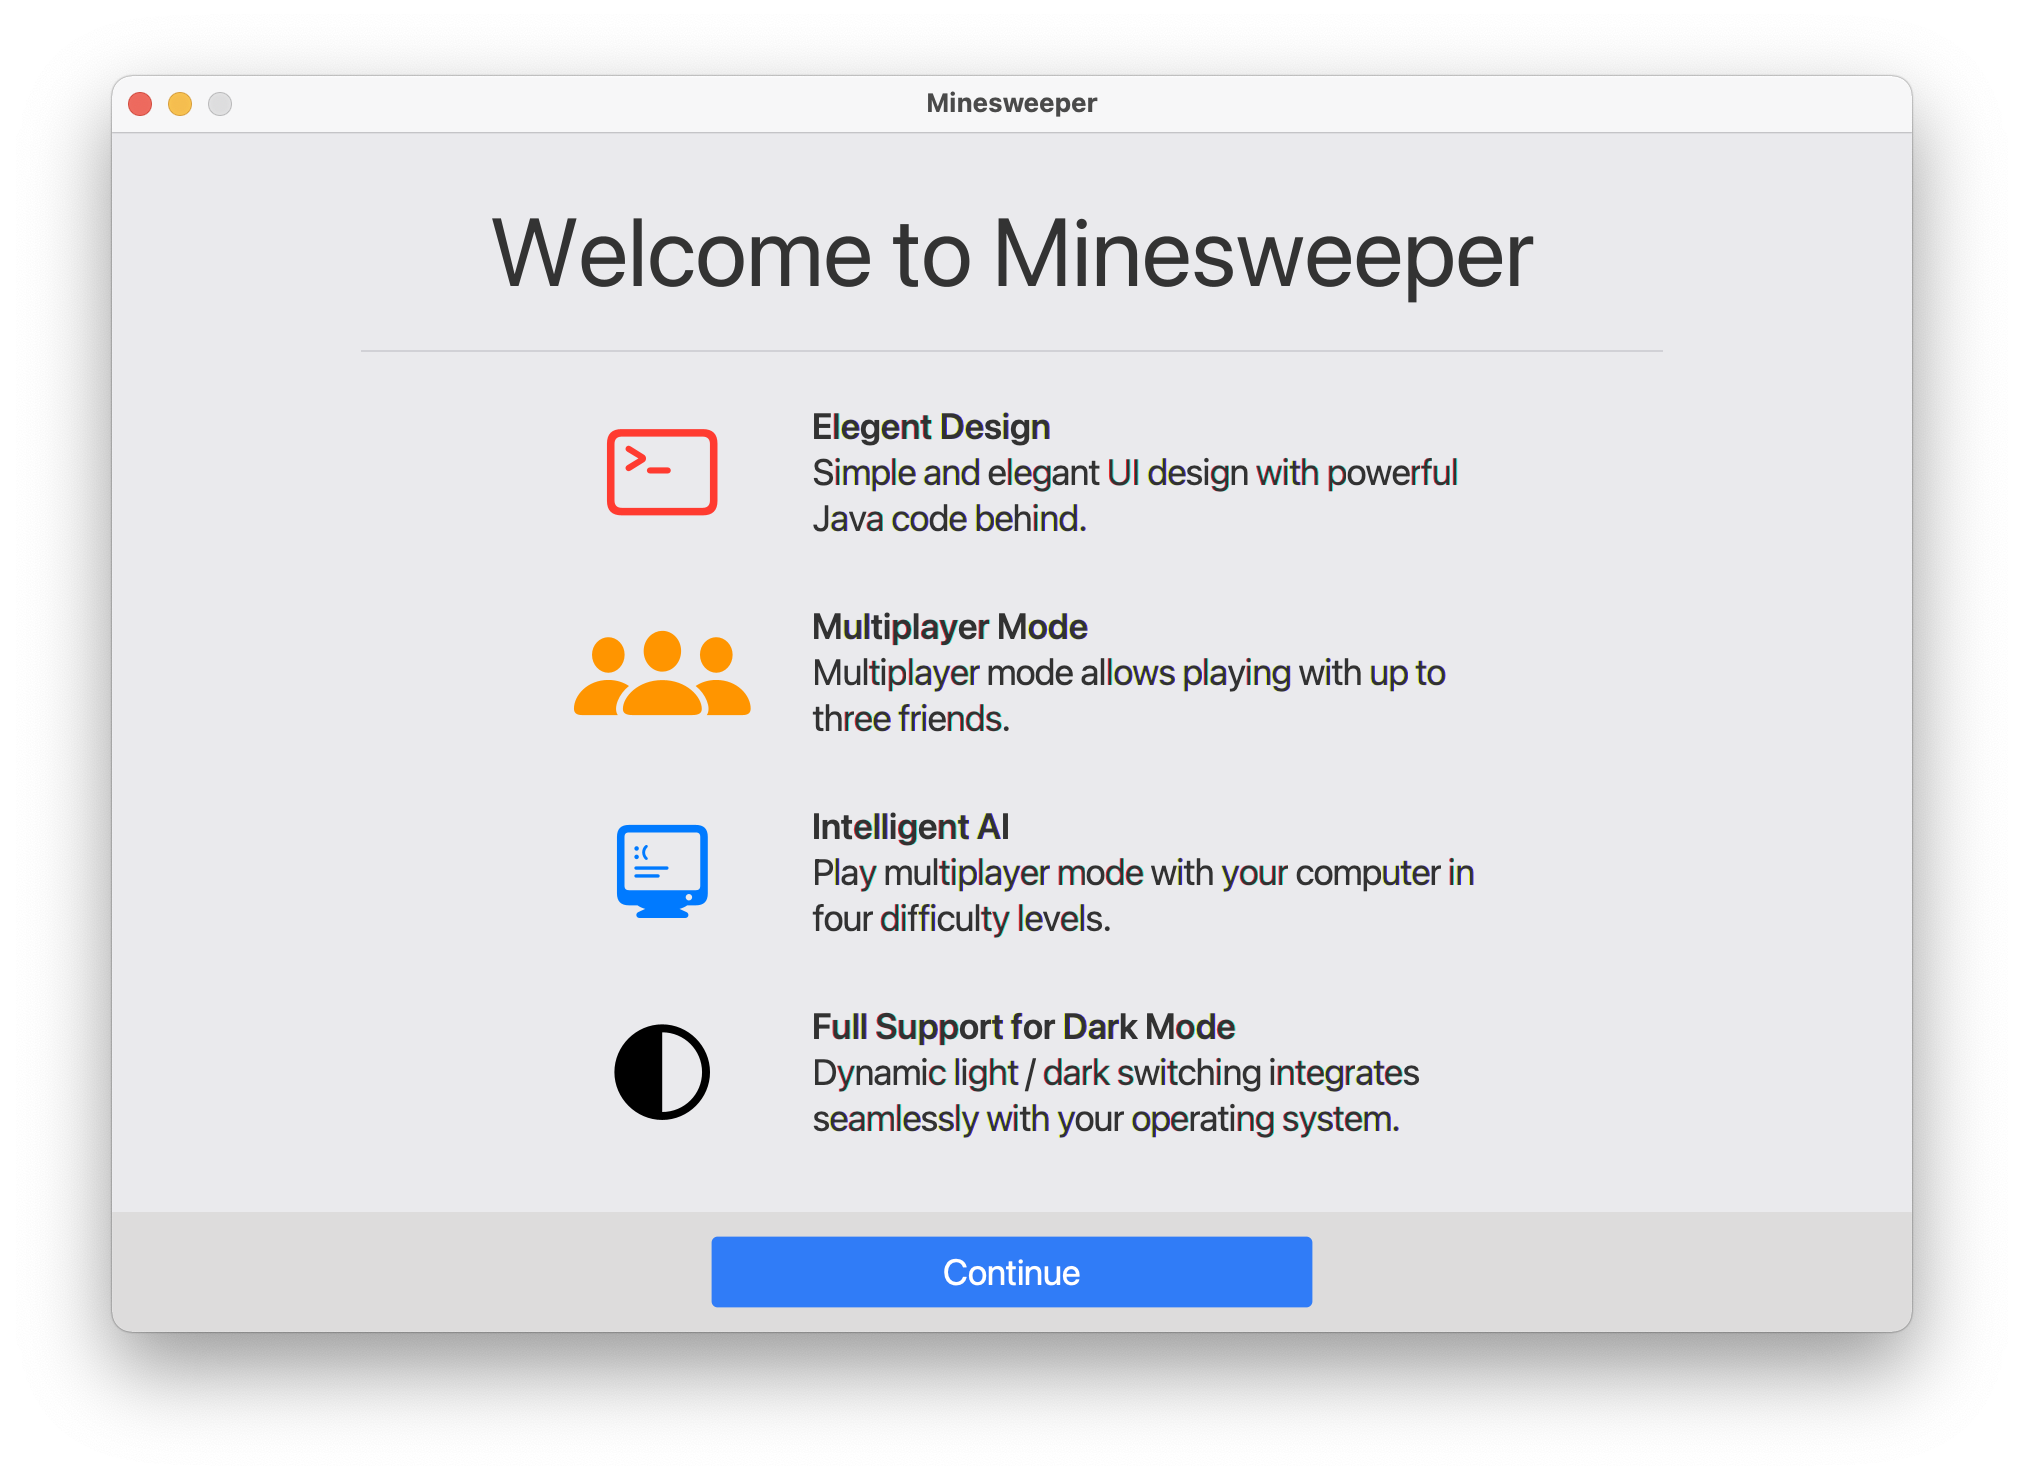 Minesweeper
Welcome to Minesweeper
>_
Elegent Design
Simple and elegant UI design with powerful
Java code behind.
Multiplayer Mode
Multiplayer mode allows playing with up to
three friends.
:(
Intelligent AI
Play multiplayer mode with your computer in
four difficulty levels.
Full Support for Dark Mode
Dynamic light / dark switching integrates
seamlessly with your operating system.
Continue